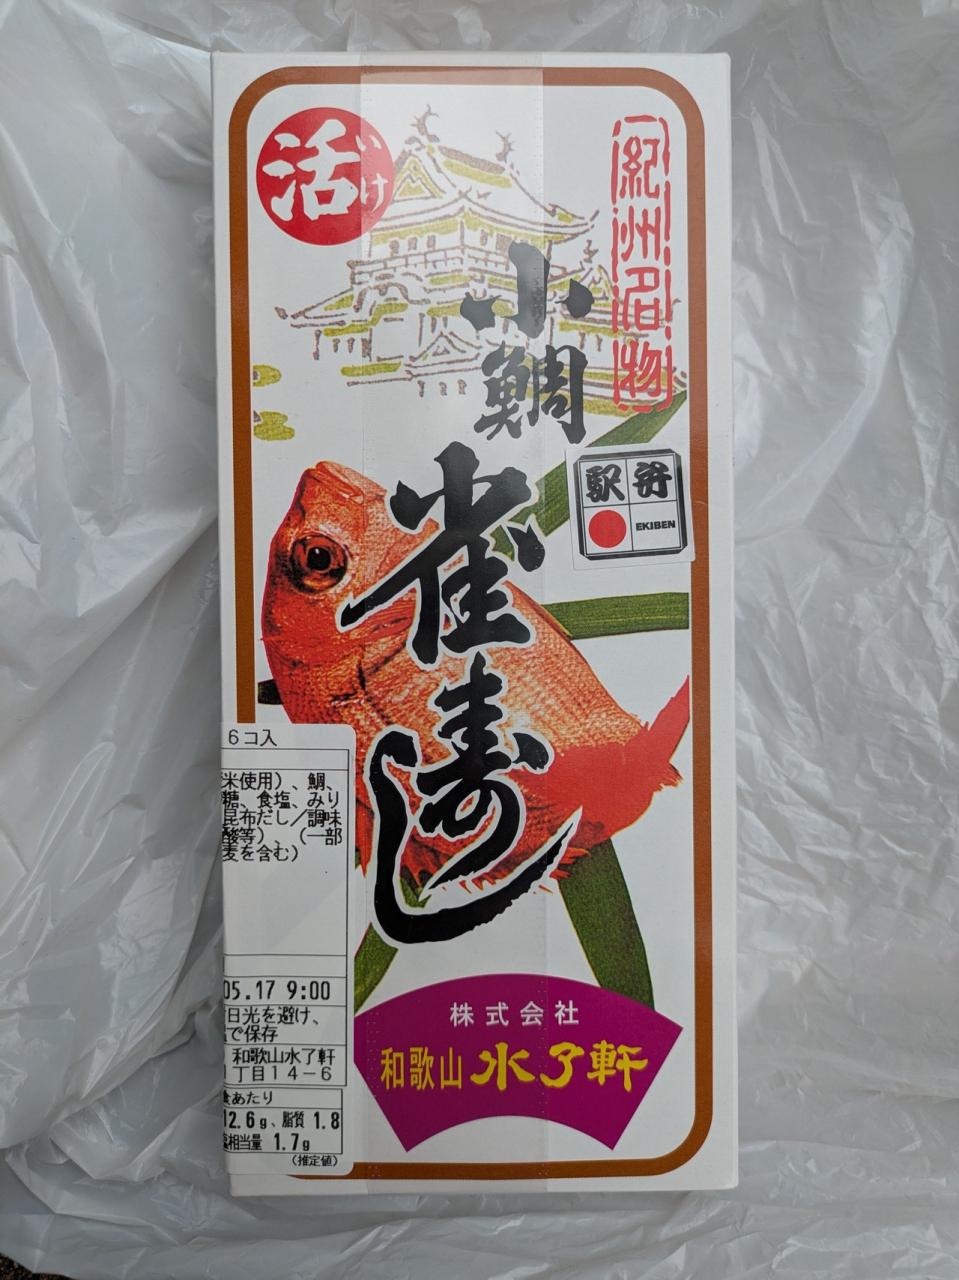 活け
紀州名物
小鯛
雀寿し
駅弁
EKIBEN
6コ入
米使用）、鯛、
糖、食塩、みり
昆布だし／調味
酸等）、（一部
麦を含む）
05.17 9:00
日光を避け、
で保存
和歌山水了軒
丁目14-6
食あたり
12.6g、脂質 1.8
相当量 1.7g
（推定値）
株式会社
和歌山水了軒